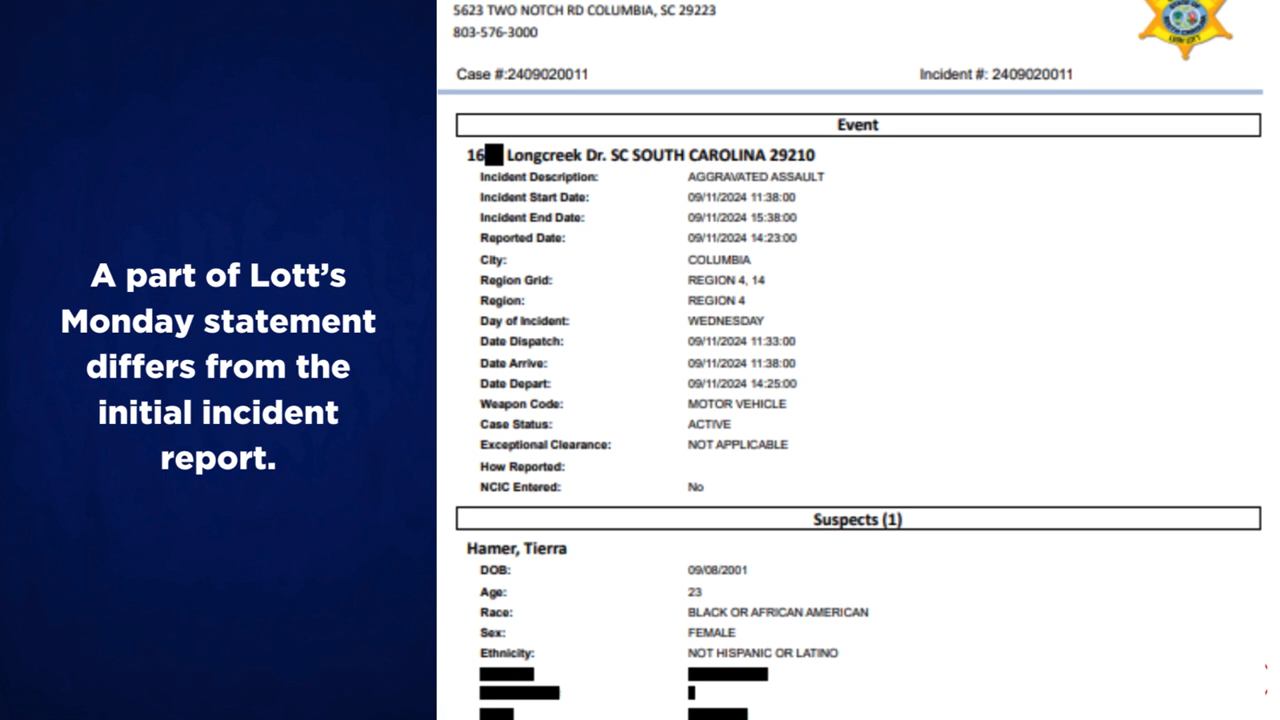 A part of Lott’s
Monday statement
differs from the
initial incident
report.
5623 TWO NOTCH RD COLUMBIA, SC 29223
803-576-3000
Case #:2409020011 Incident #: 2409020011
Event
16 Longcreek Dr. SC SOUTH CAROLINA 29210
Incident Description: AGGRAVATED ASSAULT
Incident Start Date: 09/11/2024 11:38:00
Incident End Date: 09/11/2024 15:38:00
Reported Date: 09/11/2024 14:23:00
City: COLUMBIA
Region Grid: REGION 4, 14
Region: REGION 4
Day of Incident: WEDNESDAY
Date Dispatch: 09/11/2024 11:33:00
Date Arrive: 09/11/2024 11:38:00
Date Depart: 09/11/2024 14:25:00
Weapon Code: MOTOR VEHICLE
Case Status: ACTIVE
Exceptional Clearance: NOT APPLICABLE
How Reported:
NCIC Entered: No
Suspects (1)
Hamer, Tierra
DOB: 09/08/2001
Age: 23
Race: BLACK OR AFRICAN AMERICAN
Sex: FEMALE
Ethnicity: NOT HISPANIC OR LATINO